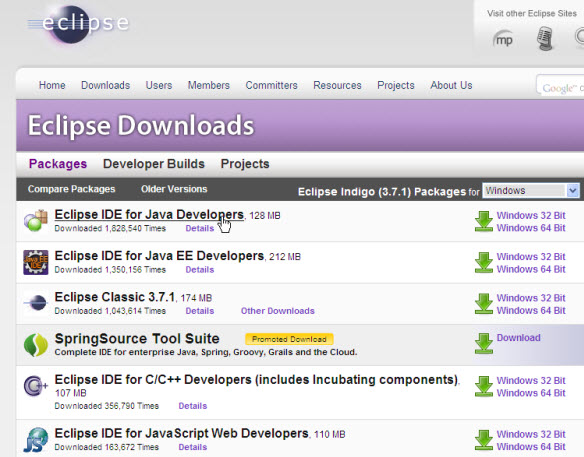 eclipse
Visit other Eclipse Sites
mp
Home Downloads Users Members Committers Resources Projects About Us
Google™
Eclipse Downloads
Packages Developer Builds Projects
Compare Packages Older Versions Eclipse Indigo (3.7.1) Packages for Windows
Eclipse IDE for Java Developers, 128 MB Windows 32 Bit
Downloaded 1,828,540 Times Details Windows 64 Bit
Eclipse IDE for Java EE Developers, 212 MB Windows 32 Bit
Downloaded 1,350,156 Times Details Windows 64 Bit
Eclipse Classic 3.7.1, 174 MB Windows 32 Bit
Downloaded 1,043,614 Times Details Other Downloads Windows 64 Bit
SpringSource Tool Suite Promoted Download Download
Complete IDE for enterprise Java, Spring, Groovy, Grails and the Cloud.
Eclipse IDE for C/C++ Developers (includes Incubating components), Windows 32 Bit
107 MB Windows 64 Bit
Downloaded 356,790 Times Details
Eclipse IDE for JavaScript Web Developers, 110 MB Windows 32 Bit
Downloaded 163,672 Times Details Windows 64 Bit
Java EE
IDE
C++
JS